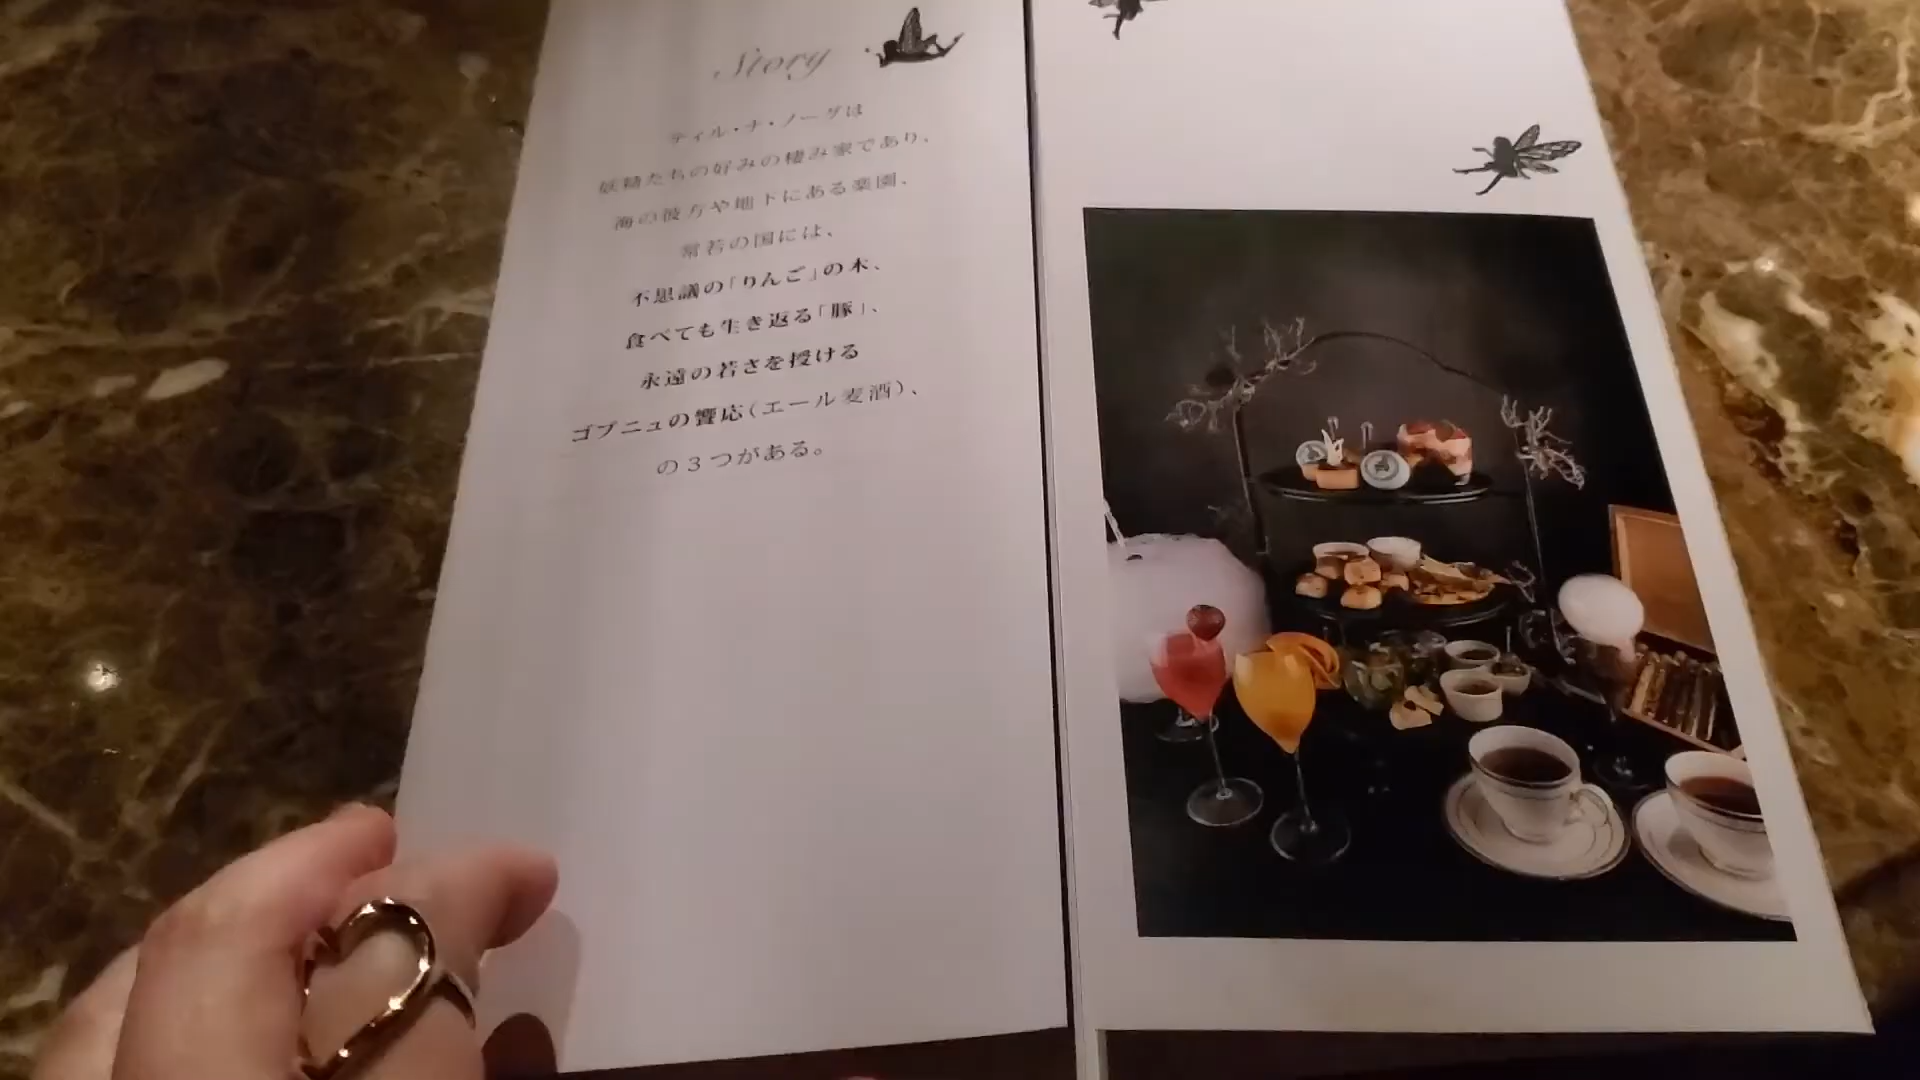 Story
ティル・ナ・ノーグは
妖精たちの好みの棲み家であり、
海の彼方や地下にある楽園、
常若の国には、
不思議の「りんご」の木、
食べても生き返る「豚」、
永遠の若さを授ける
ゴブニュの饗応(エール麦酒)、
の3つがある。